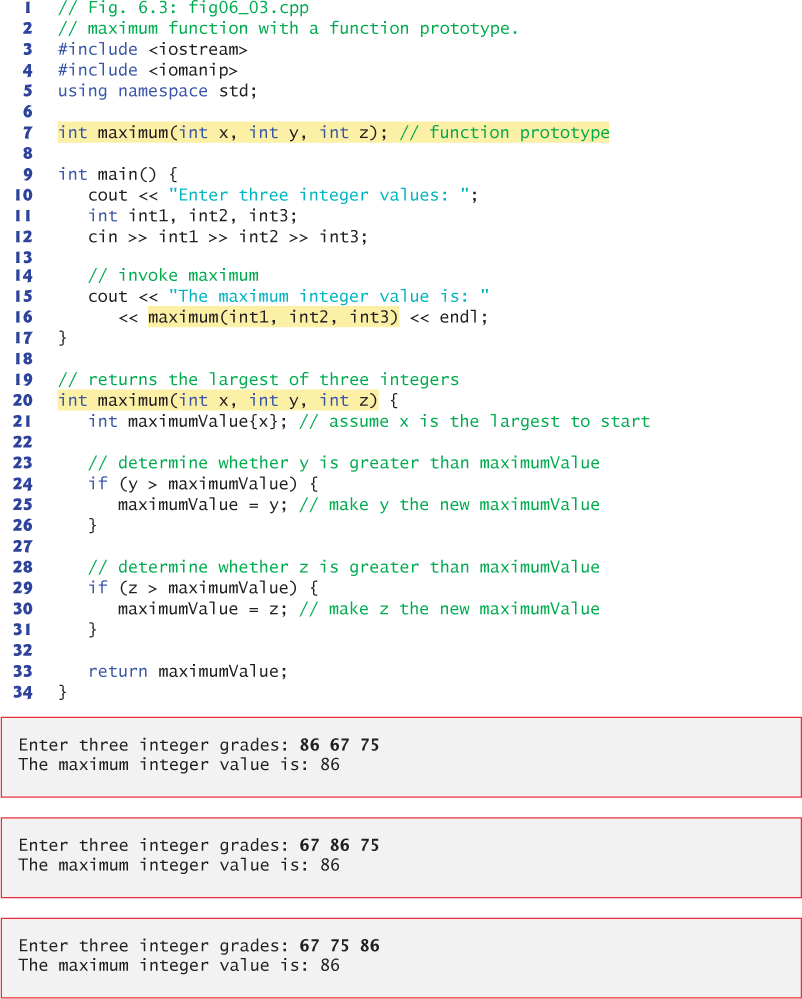 1 // Fig. 6.3: fig06_03.cpp
2 // maximum function with a function prototype.
3 #include <iostream>
4 #include <iomanip>
5 using namespace std;
6
7 int maximum(int x, int y, int z); // function prototype
8
9 int main() {
10 cout << "Enter three integer values: ";
11 int int1, int2, int3;
12 cin >> int1 >> int2 >> int3;
13
14 // invoke maximum
15 cout << "The maximum integer value is: "
16 << maximum(int1, int2, int3) << endl;
17 }
18
19 // returns the largest of three integers
20 int maximum(int x, int y, int z) {
21 int maximumValue{x}; // assume x is the largest to start
22
23 // determine whether y is greater than maximumValue
24 if (y > maximumValue) {
25 maximumValue = y; // make y the new maximumValue
26 }
27
28 // determine whether z is greater than maximumValue
29 if (z > maximumValue) {
30 maximumValue = z; // make z the new maximumValue
31 }
32
33 return maximumValue;
34 }
Enter three integer grades: 86 67 75
The maximum integer value is: 86
Enter three integer grades: 67 86 75
The maximum integer value is: 86
Enter three integer grades: 67 75 86
The maximum integer value is: 86